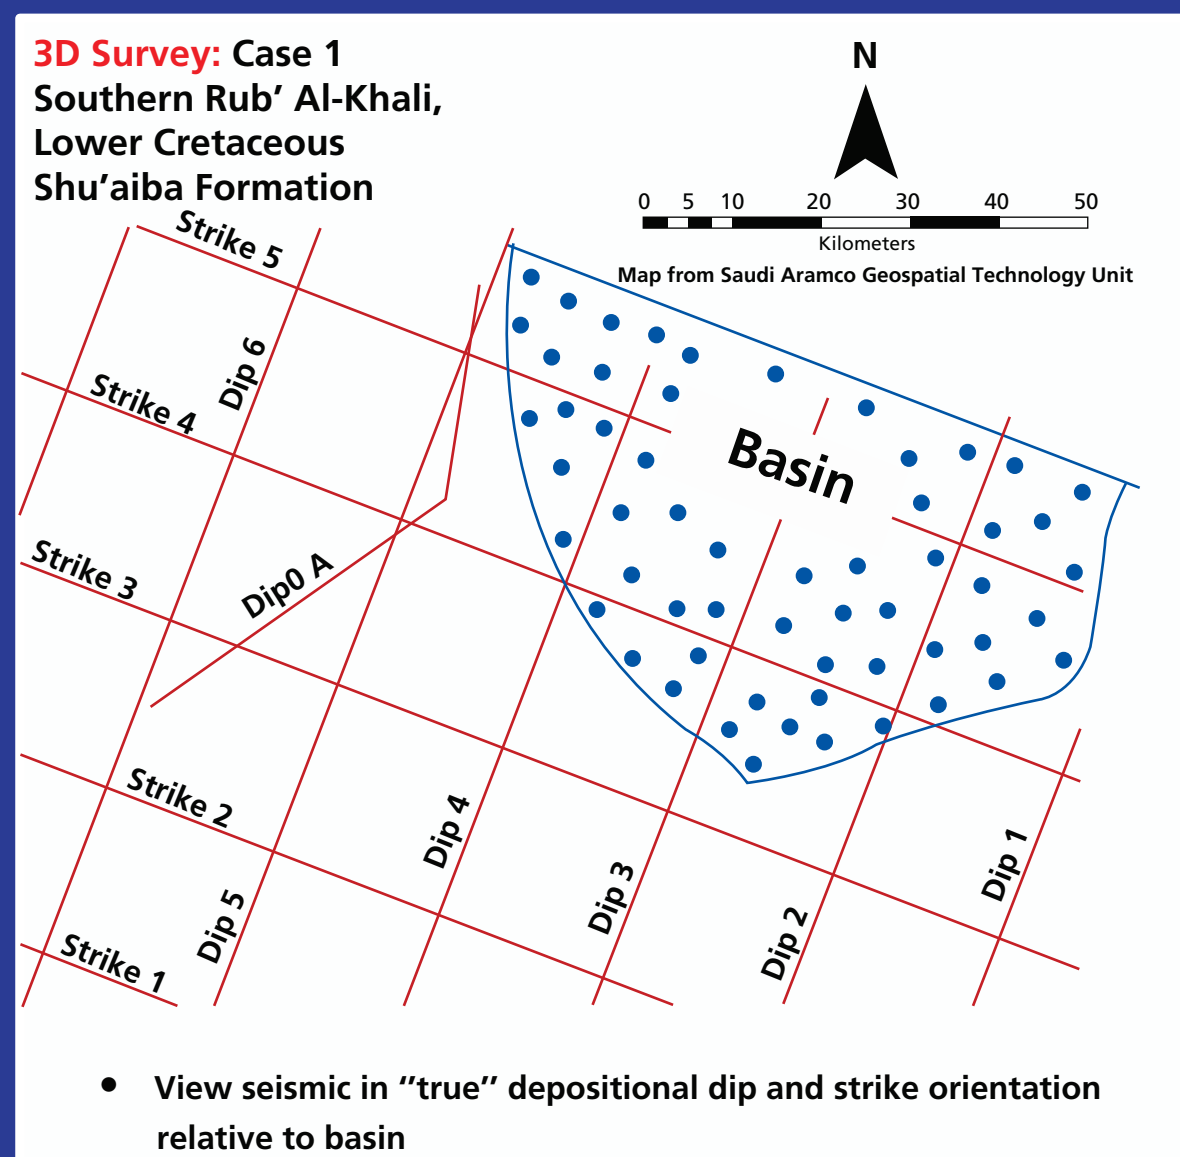 3D Survey: Case 1
Southern Rub’ Al-Khali,
Lower Cretaceous
Shu’aiba Formation
N
0 5 10 20 30 40 50
Kilometers
Map from Saudi Aramco Geospatial Technology Unit
Strike 5
Dip 6
Strike 4
Basin
Strike 3
Dip0 A
Strike 2
Dip 4
Dip 1
Dip 3
Dip 5
Dip 2
Strike 1
• View seismic in “true” depositional dip and strike orientation
relative to basin